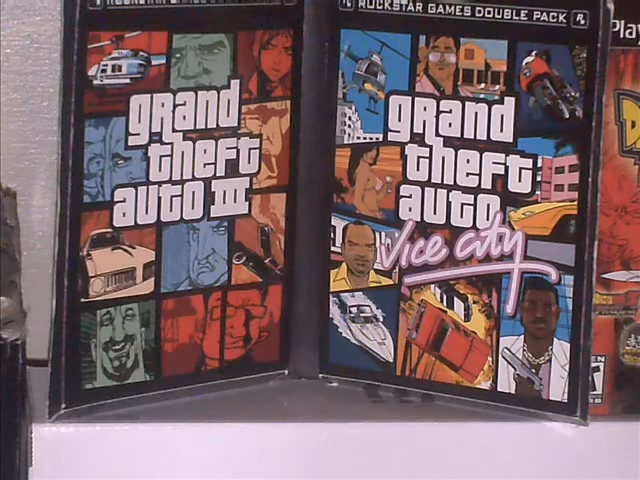 ROCKSTAR GAMES DOUBLE PACK
grand
theft
auto III
grand
theft
auto
Vice City
Play